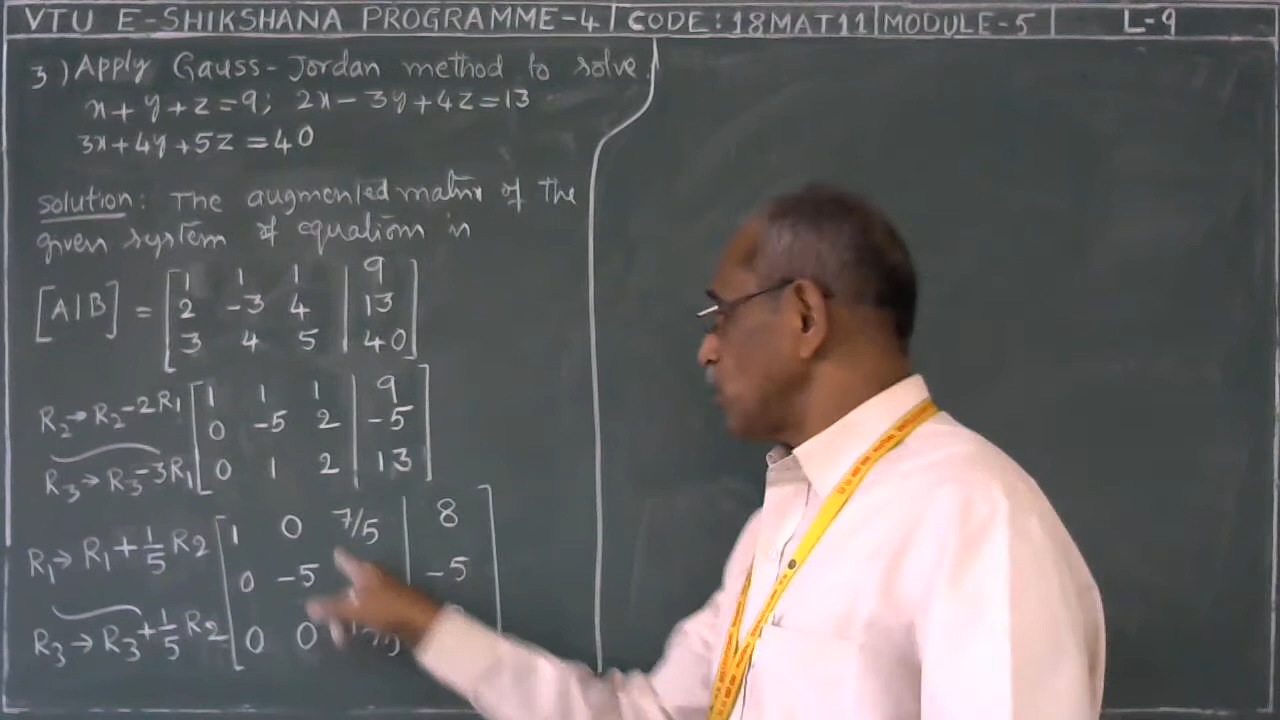 VTU E-SHIKSHANA PROGRAMME-4 | CODE: 18MAT11 | MODULE-5 | L-9
3) Apply Gauss-Jordan method to solve.
x+y+z=9; 2x-3y+4z=13
3x+4y+5z=40
Solution: The augmented matrix of the
given system of equation is
[A|B] = [1 1 1 | 9]
[2 -3 4 | 13]
[3 4 5 | 40]
R2→R2-2R1 [1 1 1 | 9]
[0 -5 2 | -5]
R3→R3-3R1 [0 1 2 | 13]
R1→R1+1/5 R2 [1 0 7/5 | 8]
[0 -5 | -5]
R3→R3+1/5 R2 [0 0